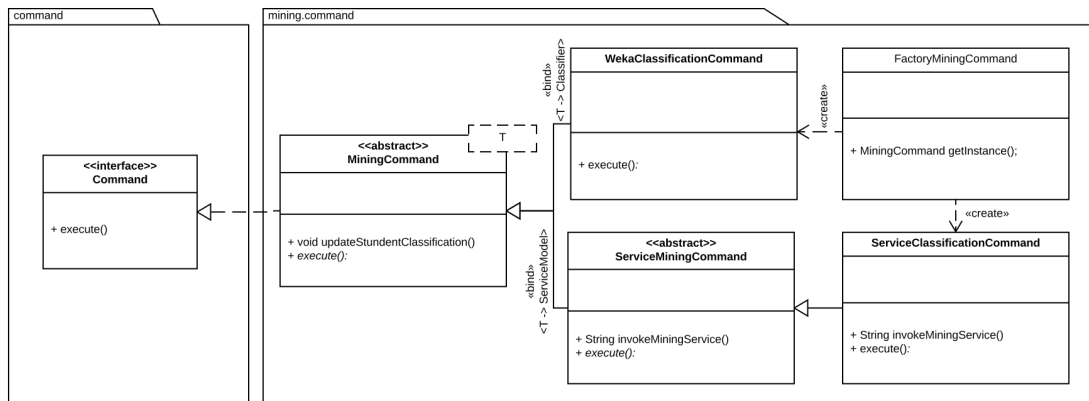 command
<<interface>>
Command
+ execute()
mining.command
<<abstract>>
MiningCommand
T
+ void updateStundentClassification()
+ execute():
«bind»
<T -> Classifier>
«bind»
<T -> ServiceModel>
WekaClassificationCommand
+ execute():
«create»
FactoryMiningCommand
+ MiningCommand getInstance();
«create»
<<abstract>>
ServiceMiningCommand
+ String invokeMiningService()
+ execute():
ServiceClassificationCommand
+ String invokeMiningService()
+ execute():